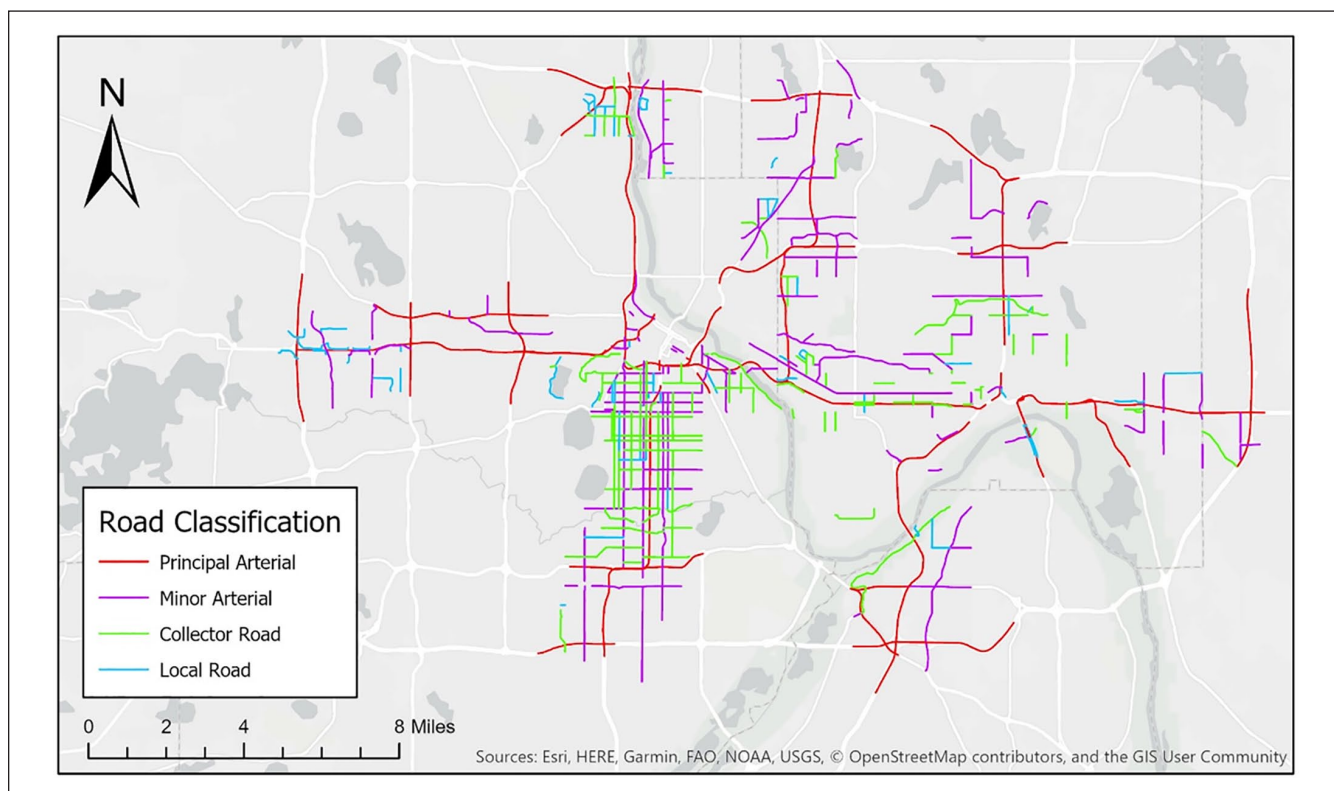 N
Road Classification
Principal Arterial
Minor Arterial
Collector Road
Local Road
0 2 4 8 Miles
Sources: Esri, HERE, Garmin, FAO, NOAA, USGS, © OpenStreetMap contributors, and the GIS User Community